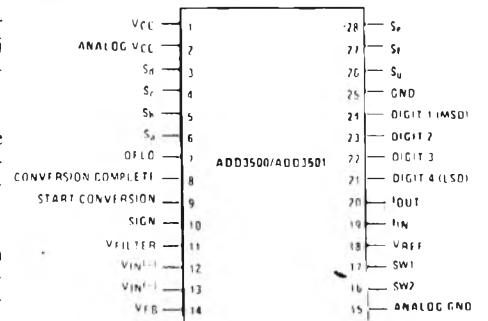 VCC 1
ANALOG VCC 2
Sd 3
Sc 4
Sb 5
Sa 6
OFLO 7
CONVERSION COMPLETE 8
START CONVERSION 9
SIGN 10
VFILTER 11
VIN(-) 12
VIN 13
VFB 14
ADD3500/ADD3501
28 Se
27 Sf
26
25 GND
24 DIGIT 1 (MSD)
23 DIGIT 2
22 DIGIT 3
21 DIGIT 4 (LSD)
20 fOUT
19 fIN
18 VREF
17 SW1
16 SW2
15 ANALOG GND